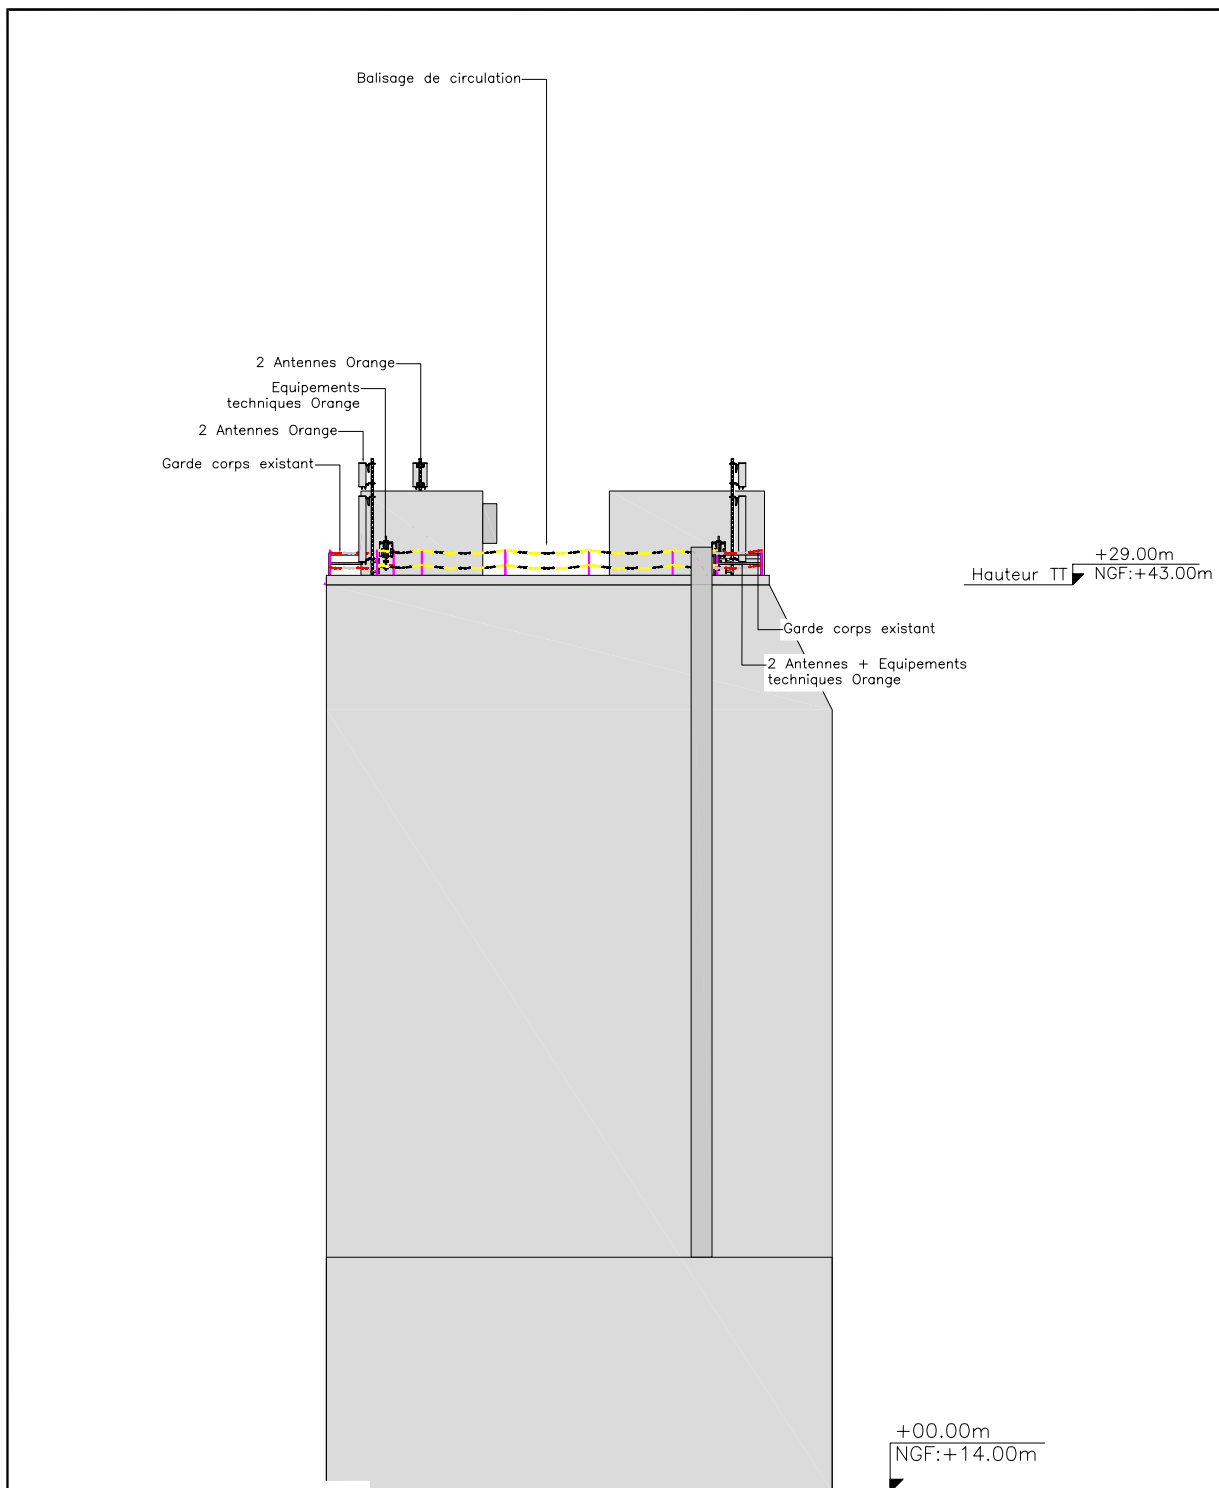 Balisage de circulation
2 Antennes Orange
Equipements
techniques Orange
2 Antennes Orange
Garde corps existant
+29.00m
Hauteur TT
NGF:+43.00m
Garde corps existant
2 Antennes + Equipements
techniques Orange
+00.00m
NGF:+14.00m